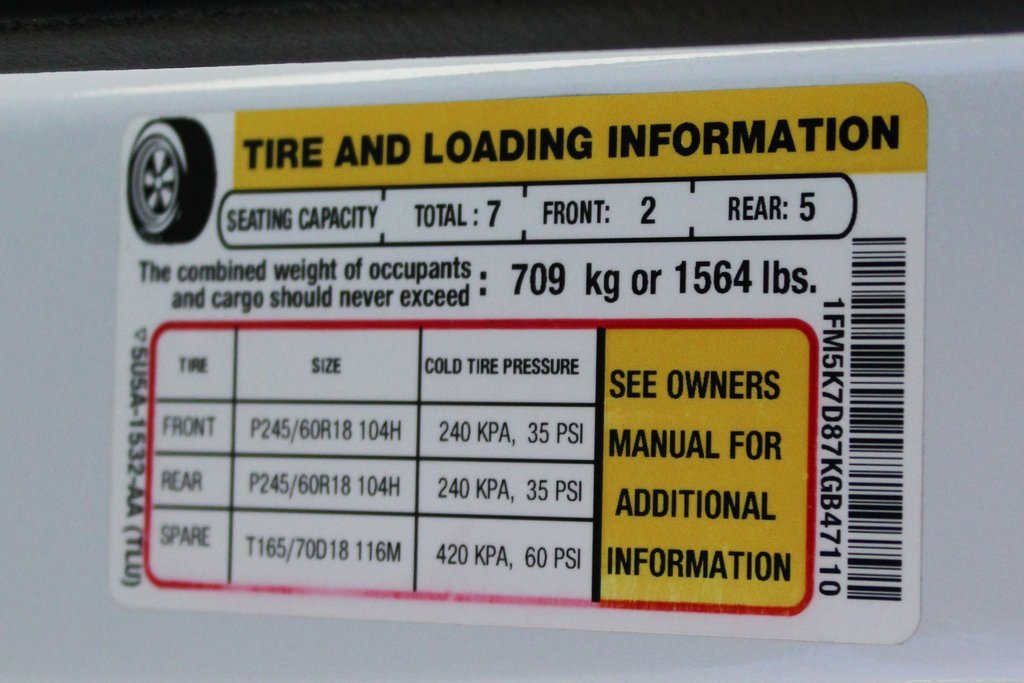 TIRE AND LOADING INFORMATION
SEATING CAPACITY TOTAL : 7 FRONT: 2 REAR: 5
The combined weight of occupants
and cargo should never exceed : 709 kg or 1564 lbs.
TIRE SIZE COLD TIRE PRESSURE
FRONT P245/60R18 104H 240 KPA, 35 PSI
REAR P245/60R18 104H 240 KPA, 35 PSI
SPARE T165/70D18 116M 420 KPA, 60 PSI
SEE OWNERS
MANUAL FOR
ADDITIONAL
INFORMATION
1FM5K7D87KGB47110
5U5A-1532-AA (TLU)